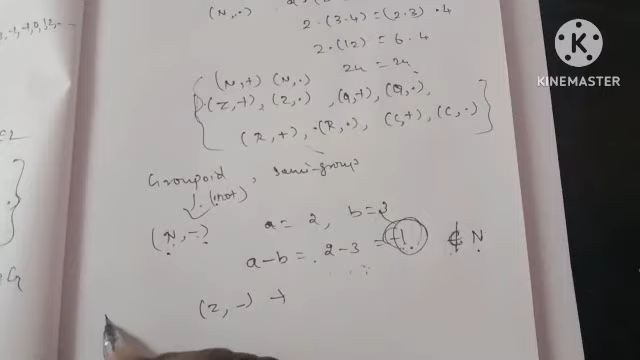 (N, .)
2 · (3·4) = (2·3) · 4
2 · (12) = 6 · 4
24 = 24
(N, +) (N, .)
(Z, +), (Z, .), (Q, +), (Q, .),
(R, +), (R, .), (C, +), (C, .)
Groupoid, semi-group
(not)
(N, -) a = 2, b = 3
a - b = 2 - 3 = -1 ∉ N
(Z, -) →
KINEMASTER